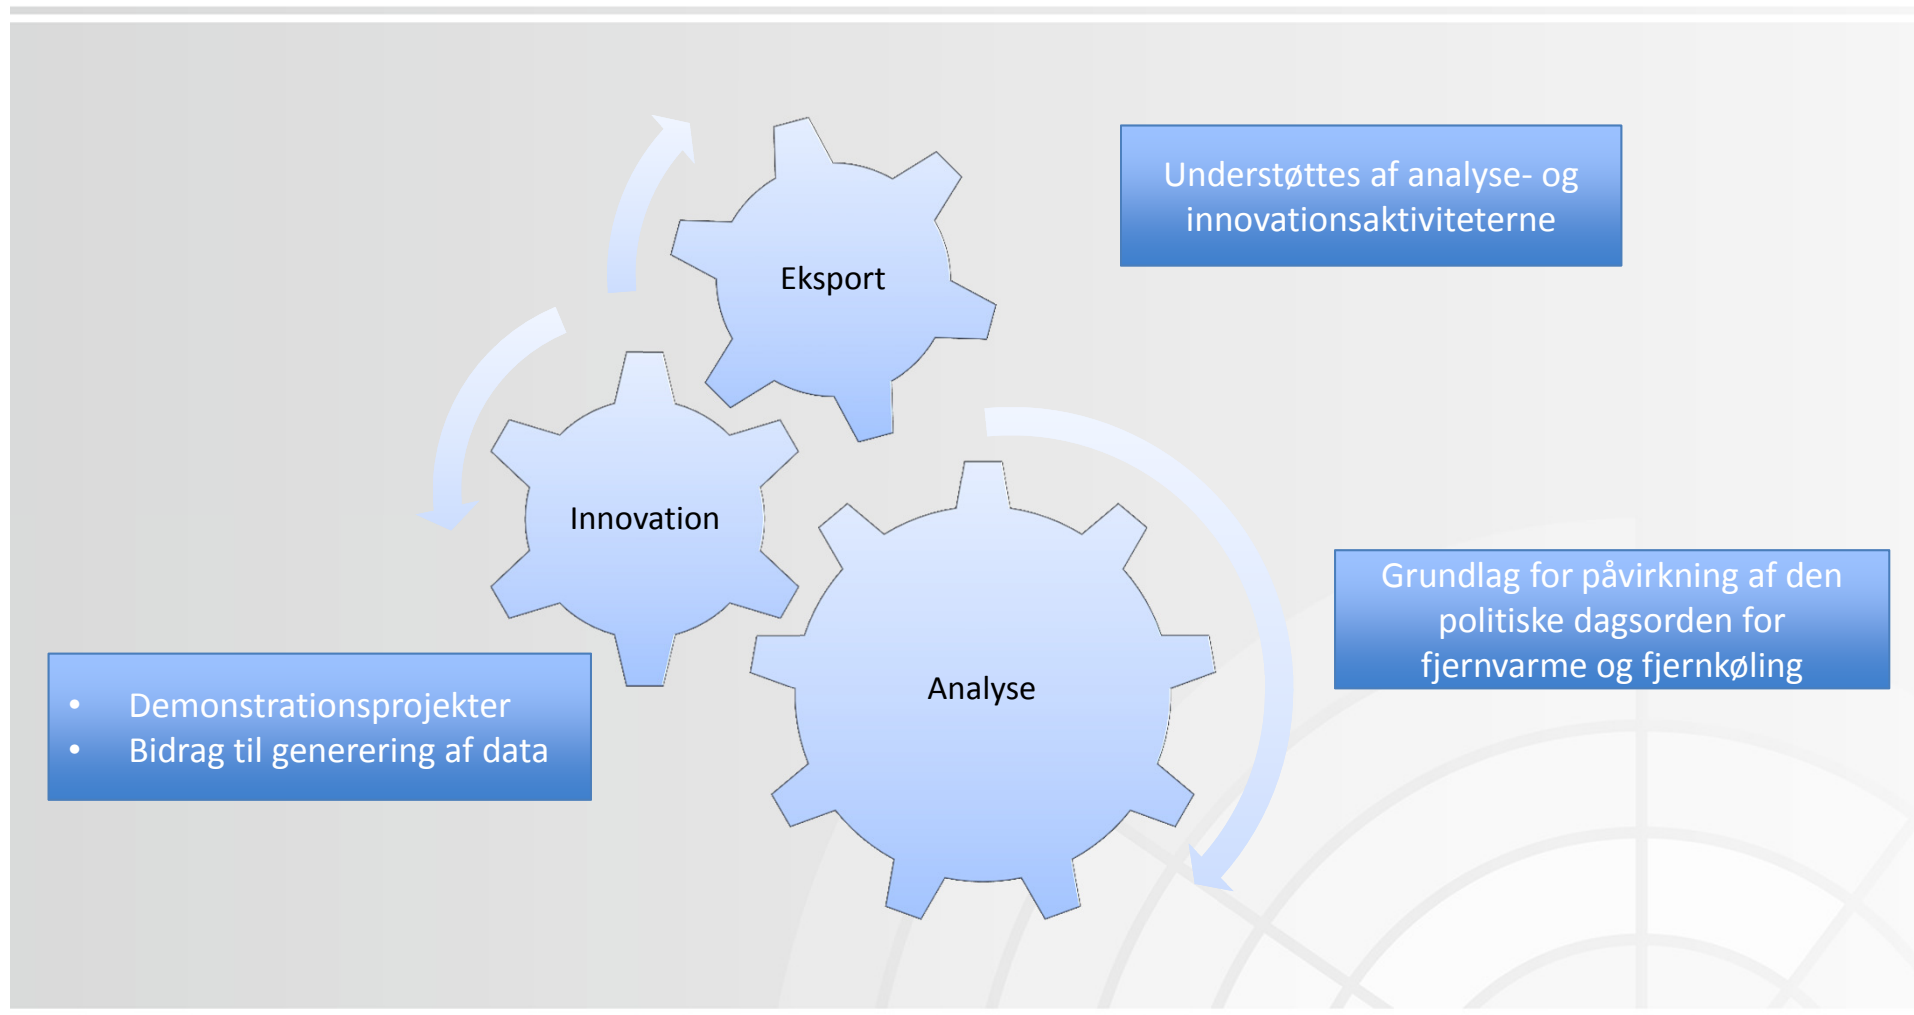 Eksport
Understøttes af analyse- og
innovationsaktiviteterne
Innovation
• Demonstrationsprojekter
• Bidrag til generering af data
Analyse
Grundlag for påvirkning af den
politiske dagsorden for
fjernvarme og fjernkøling